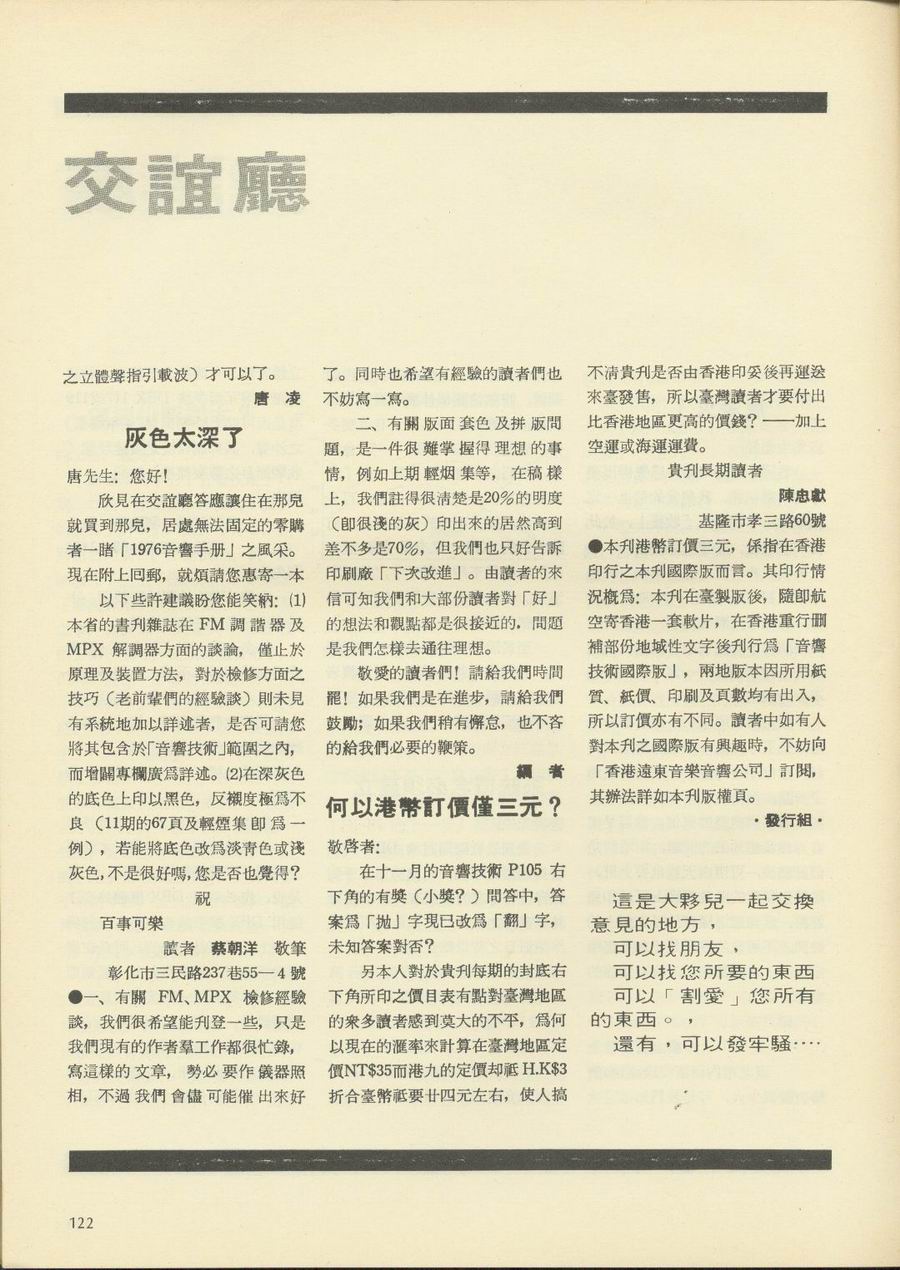 交誼廳
之立體聲指引載波）才可以了。
唐　凌
灰色太深了
唐先生：您好！
欣見在交誼廳答應讓住在那兒
就買到那兒，居處無法固定的零購
者一睹「1976音響手册」之風采。
現在附上回郵，就煩請您惠寄一本
以下些許建議盼您能笑納：⑴
本省的書刋雜誌在 FM 調 諧 器 及
MPX 解調器方面的談論，僅止於
原理及裝置方法，對於檢修方面之
技巧（老前輩們的經驗談）則未見
有系統地加以詳述者，是否可請您
將其包含於「音響技術」範圍之內，
而增闢專欄廣爲詳述。⑵在深灰色
的底色上印以黑色，反襯度極爲不
良（11期的67頁及輕煙集 卽 爲 一
例），若能將底色改爲淡靑色或淺
灰色，不是很好嗎，您是否也覺得？
祝
百事可樂
讀者　蔡朝洋　敬筆
彰化市三民路237巷55—4號
●一、有關 FM、MPX 檢修經驗
談，我們很希望能刋登一些，只是
我們現有的作者羣工作都很忙錄，
寫這樣的 文章， 勢必 要作 儀器照
相，不過 我們 會儘 可能催 出來好
了。同時也希望有經驗的讀者們也
不妨寫一寫。
二、有關 版面 套色 及拼 版問
題，是一件很 難掌 握得 理想 的事
情，例如上期 輕烟 集等， 在稿 樣
上，我們註得很淸楚是20％的明度
（卽很淺的灰）印出來的居然高到
差不多是70％，但我們也只好告訴
印刷廠「下次改進」。由讀者的來
信可知我們和大部份讀者對「好」
的想法和觀點都是很接近的．問題
是我們怎樣去通往理想。
敬愛的讀者們！請給我們時間
罷！如果我們是在進步，請給我們
鼓勵；如果我們稍有懈怠，也不吝
的給我們必要的鞭策。
編　者
何以港幣訂價僅三元？
敬啓者：
在十一月的音響技術 P105 右
下角的有獎（小獎？）問答中，答
案爲「拋」字現已改爲「翻」字，
未知答案對否？
另本人對於貴刋每期的封底右
下角所印之價目表有點對臺灣地區
的衆多讀者感到莫大的不平，爲何
以現在的滙率來計算在臺灣地區定
價NT$35而港九的定價却祗 H.K$3
折合臺幣祗要廿四元左右，使人搞
不淸貴刋是否由香港印妥後再運送
來臺發售，所以臺灣讀者才要付出
比香港地區更高的價錢？——加上
空運或海運運費。
貴刋長期讀者
陳忠獻
基隆市孝三路60號
●本刋港幣訂價三元，係指在香港
印行之本刋國際版而言。其印行情
況槪爲：本刋在臺製版後，隨卽航
空寄香港一套軟片，在香港重行删
補部份地域性文字後刋行爲「音響
技術國際版」，兩地版本因所用紙
質、紙價、印刷及頁數均有出入，
所以訂價亦有不同。讀者中如有人
對本刋之國際版有興趣時，不妨向
「香港遠東音樂音響公司」訂閱，
其辦法詳如本刋版權頁。
・發行組・
這是大夥兒一起交換
意見的地方，
可以找朋友，
可以找您所要的東西
可以「割愛」您所有
的東西。，
還有，可以發牢騷‥‥
122